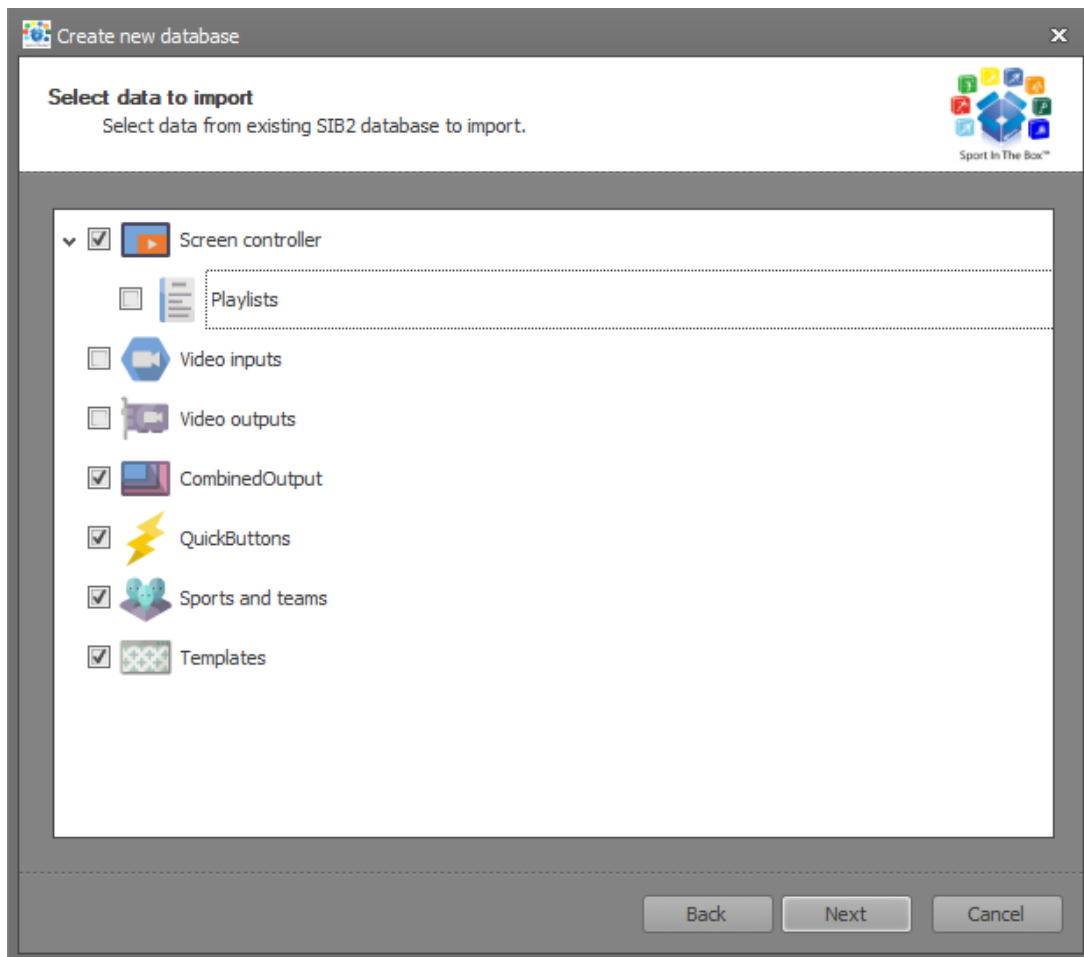 Create new database
Select data to import
Select data from existing SIB2 database to import.
Sport In The Box™
Screen controller
Playlists
Video inputs
Video outputs
CombinedOutput
QuickButtons
Sports and teams
Templates
Back
Next
Cancel